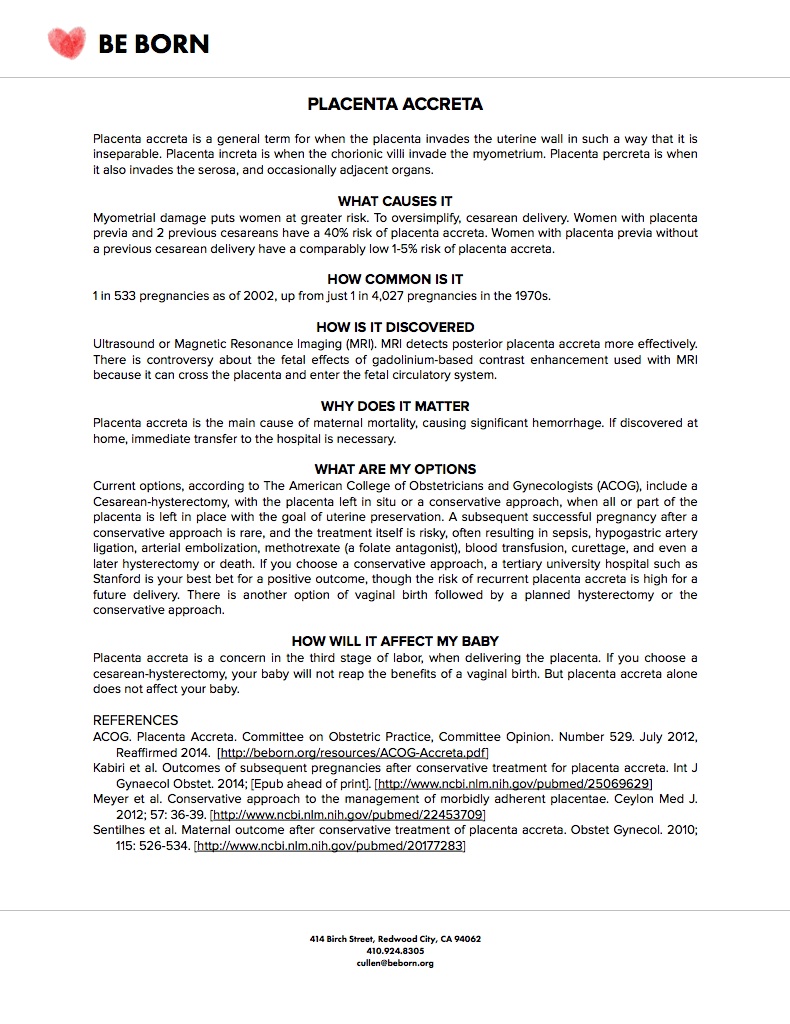 BE BORN
PLACENTA ACCRETA
Placenta accreta is a general term for when the placenta invades the uterine wall in such a way that it is
inseparable. Placenta increta is when the chorionic villi invade the myometrium. Placenta percreta is when
it also invades the serosa, and occasionally adjacent organs.
WHAT CAUSES IT
Myometrial damage puts women at greater risk. To oversimplify, cesarean delivery. Women with placenta
previa and 2 previous cesareans have a 40% risk of placenta accreta. Women with placenta previa without
a previous cesarean delivery have a comparably low 1-5% risk of placenta accreta.
HOW COMMON IS IT
1 in 533 pregnancies as of 2002, up from just 1 in 4,027 pregnancies in the 1970s.
HOW IS IT DISCOVERED
Ultrasound or Magnetic Resonance Imaging (MRI). MRI detects posterior placenta accreta more effectively.
There is controversy about the fetal effects of gadolinium-based contrast enhancement used with MRI
because it can cross the placenta and enter the fetal circulatory system.
WHY DOES IT MATTER
Placenta accreta is the main cause of maternal mortality, causing significant hemorrhage. If discovered at
home, immediate transfer to the hospital is necessary.
WHAT ARE MY OPTIONS
Current options, according to The American College of Obstetricians and Gynecologists (ACOG), include a
Cesarean-hysterectomy, with the placenta left in situ or a conservative approach, when all or part of the
placenta is left in place with the goal of uterine preservation. A subsequent successful pregnancy after a
conservative approach is rare, and the treatment itself is risky, often resulting in sepsis, hypogastric artery
ligation, arterial embolization, methotrexate (a folate antagonist), blood transfusion, curettage, and even a
later hysterectomy or death. If you choose a conservative approach, a tertiary university hospital such as
Stanford is your best bet for a positive outcome, though the risk of recurrent placenta accreta is high for a
future delivery. There is another option of vaginal birth followed by a planned hysterectomy or the
conservative approach.
HOW WILL IT AFFECT MY BABY
Placenta accreta is a concern in the third stage of labor, when delivering the placenta. If you choose a
cesarean-hysterectomy, your baby will not reap the benefits of a vaginal birth. But placenta accreta alone
does not affect your baby.
REFERENCES
ACOG. Placenta Accreta. Committee on Obstetric Practice, Committee Opinion. Number 529. July 2012,
Reaffirmed 2014. [http://beborn.org/resources/ACOG-Accreta.pdf]
Kabiri et al. Outcomes of subsequent pregnancies after conservative treatment for placenta accreta. Int J
Gynaecol Obstet. 2014; [Epub ahead of print]. [http://www.ncbi.nlm.nih.gov/pubmed/25069629]
Meyer et al. Conservative approach to the management of morbidly adherent placentae. Ceylon Med J.
2012; 57: 36-39. [http://www.ncbi.nlm.nih.gov/pubmed/22453709]
Sentilhes et al. Maternal outcome after conservative treatment of placenta accreta. Obstet Gynecol. 2010;
115: 526-534. [http://www.ncbi.nlm.nih.gov/pubmed/20177283]
414 Birch Street, Redwood City, CA 94062
410.924.8305
cullen@beborn.org